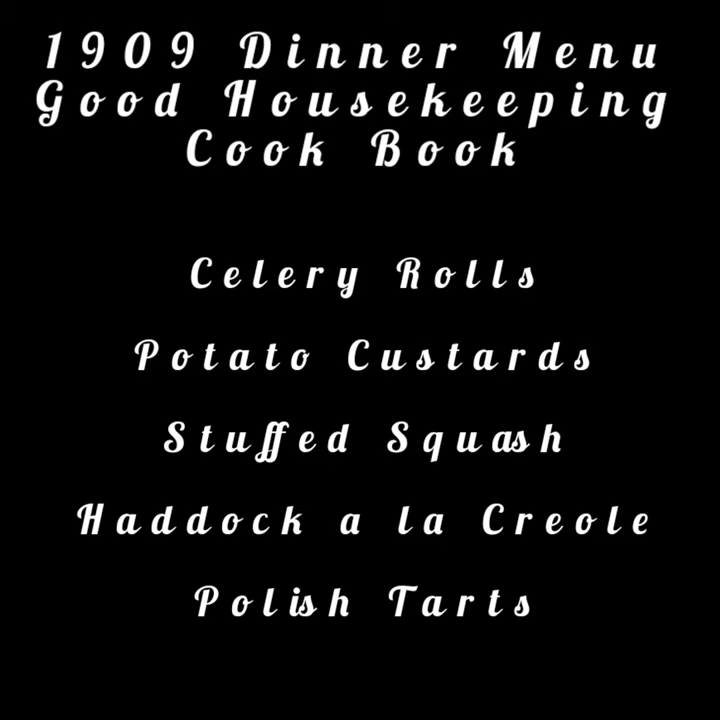 1909 Dinner Menu
Good Housekeeping
Cook Book
Celery Rolls
Potato Custards
Stuffed Squash
Haddock a la Creole
Polish Tarts